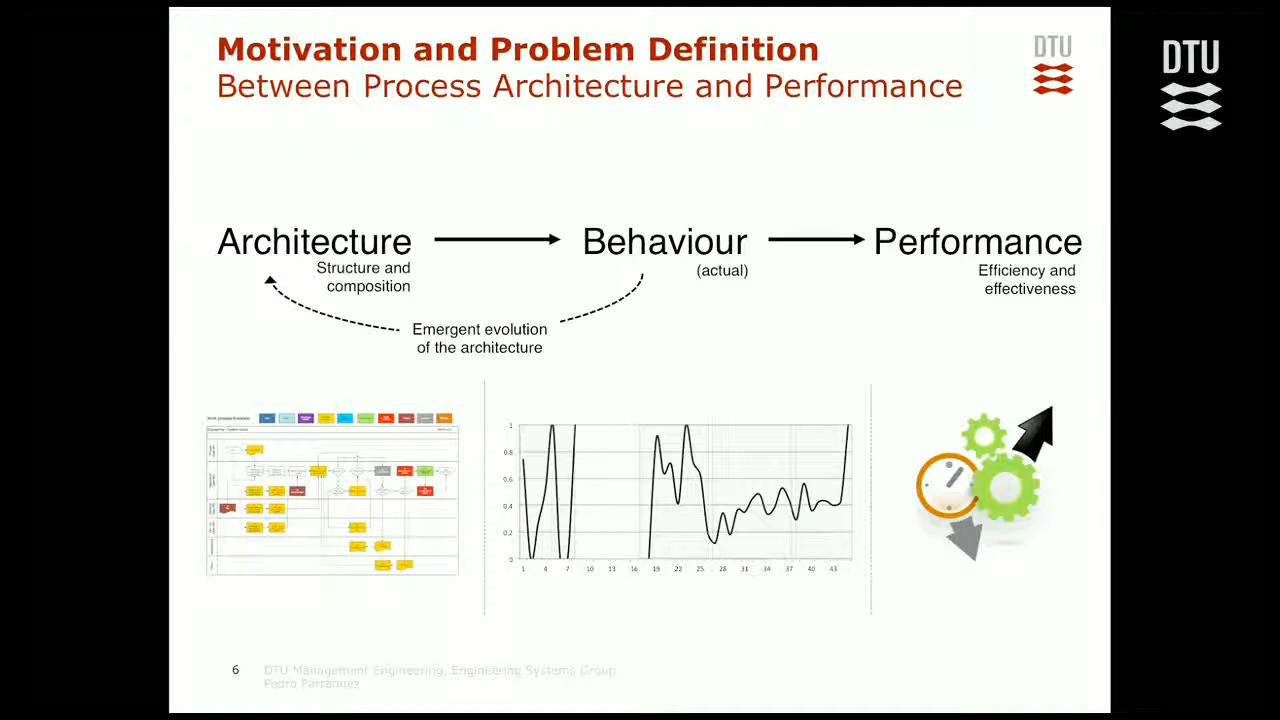 Motivation and Problem Definition
Between Process Architecture and Performance
DTU
DTU
Architecture
Behaviour
Performance
Structure and
composition
(actual)
Efficiency and
effectiveness
Emergent evolution
of the architecture
1
0.8
0.6
0.4
0.2
0
1 4 7 10 13 16 19 22 25 28 31 34 37 40 43
6
DTU Management Engineering, Engineering Systems Group
Pedro Parraguez